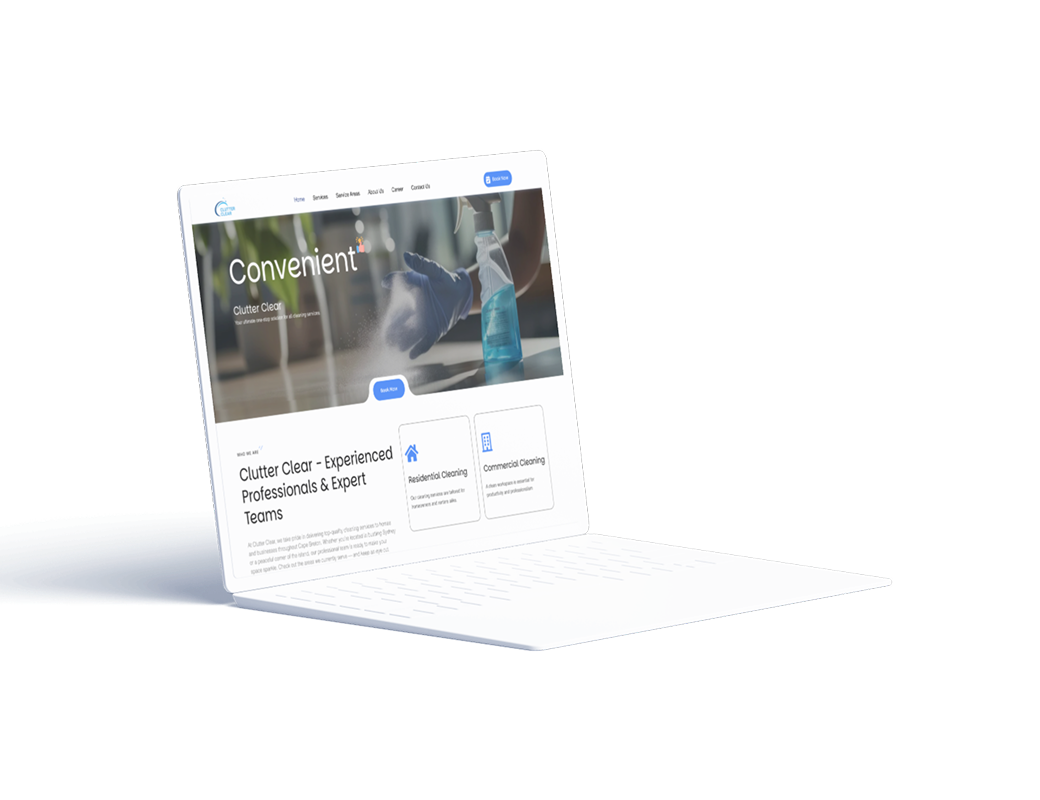 CLUTTER
CLEAR
Home Services Service Areas About Us Career Contact Us
Book Now
Convenient
Clutter Clear
Your ultimate one-stop solution for all cleaning services
Book Now
WHO WE ARE
Clutter Clear - Experienced
Professionals & Expert
Teams
At Clutter Clear, we take pride in delivering top-quality cleaning services to homes
and businesses throughout Cape Breton. Whether you're located in bustling Sydney
or a peaceful corner of the island, our professional team is ready to make your
space sparkle. Check out the areas we currently serve — and keep an eye out
Residential Cleaning
Our cleaning services are tailored for
homeowners and
Commercial Cleaning
A clean workspace is essential for
productivity and professionalism